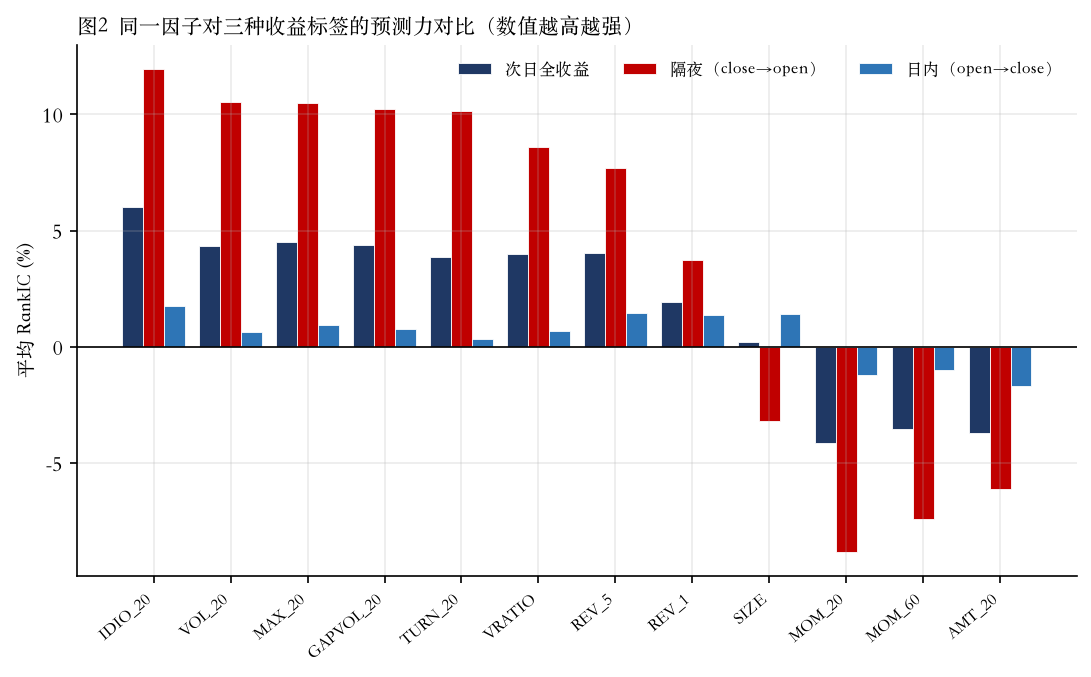 图2 同一因子对三种收益标签的预测力对比（数值越高越强）
次日全收益
隔夜（close→open）
日内（open→close）
平均 RankIC (%)
10
5
0
-5
IDIO_20
VOL_20
MAX_20
GAPVOL_20
TURN_20
VRATIO
REV_5
REV_1
SIZE
MOM_20
MOM_60
AMT_20